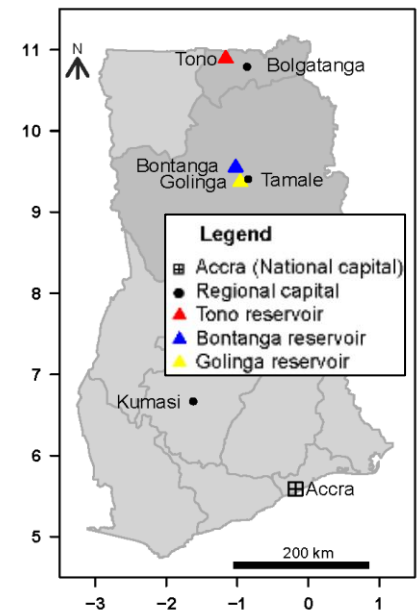 11
N
Tono
Bolgatanga
10
Bontanga
Golinga
Tamale
9
Legend
Accra (National capital)
Regional capital
Tono reservoir
Bontanga reservoir
Golinga reservoir
8
7
Kumasi
6
Accra
5
200 km
−3 −2 −1 0 1